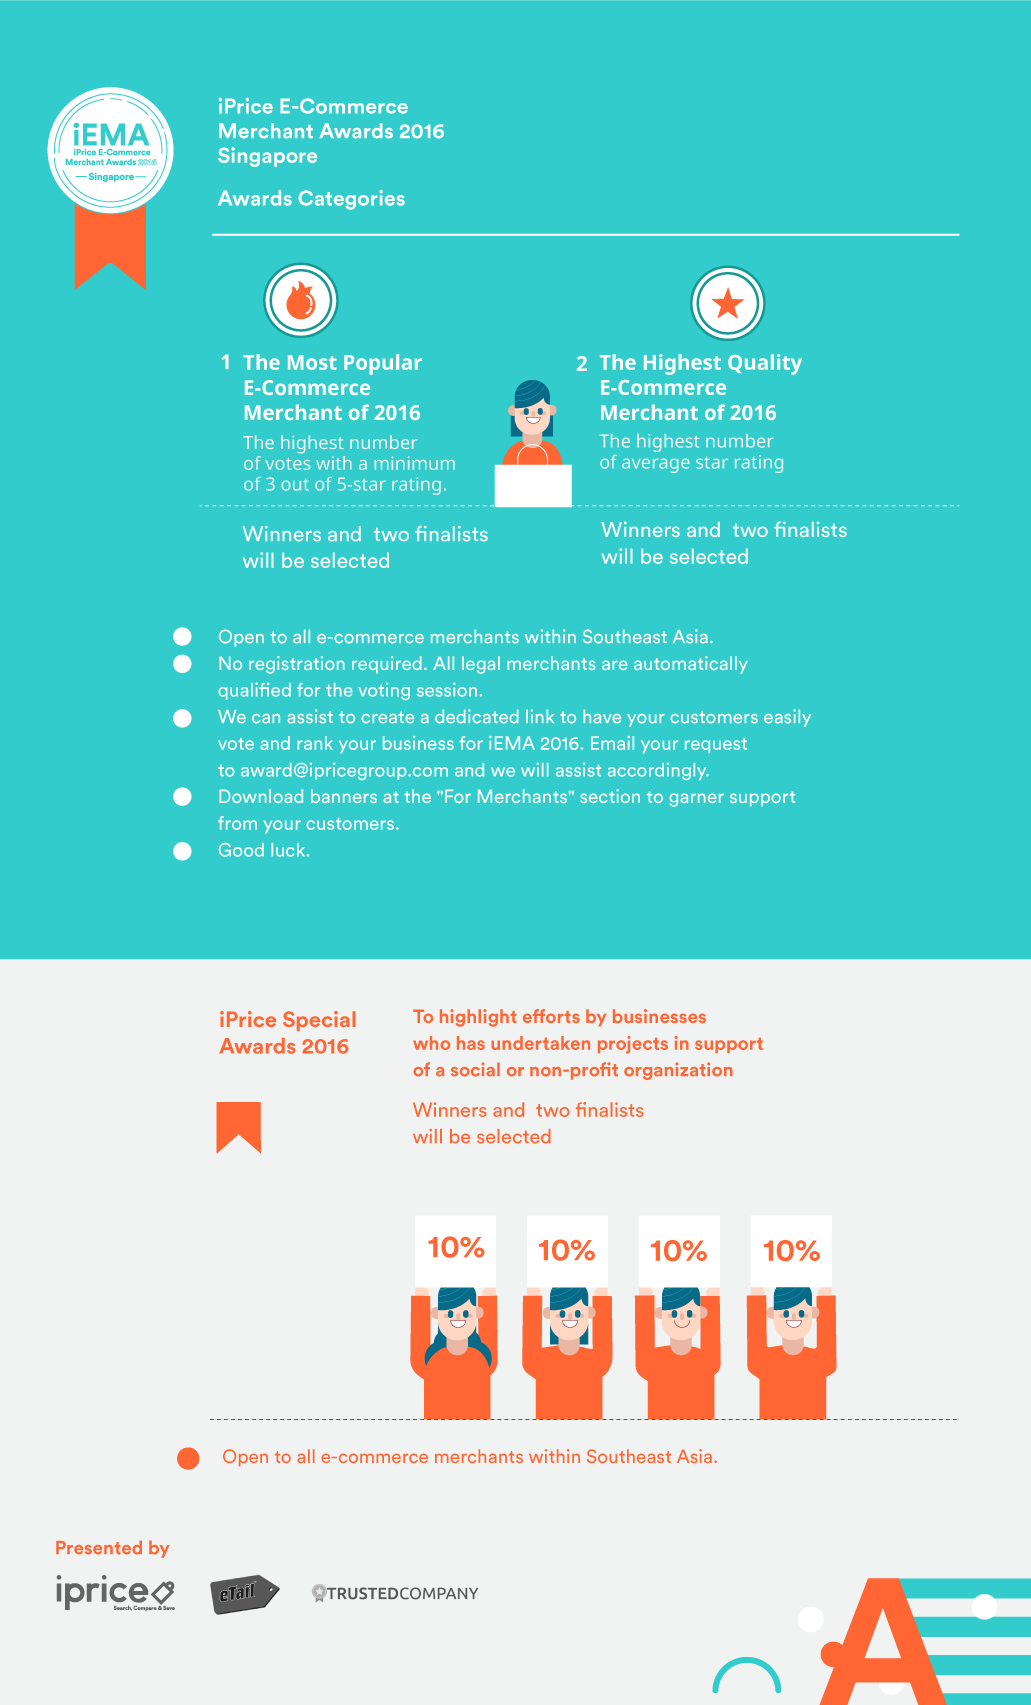 iEMA
iPrice E-Commerce
Merchant Awards 2016
Singapore
iPrice E-Commerce
Merchant Awards 2016
Singapore
Awards Categories
1 The Most Popular
E-Commerce
Merchant of 2016
The highest number
of votes with a minimum
of 3 out of 5-star rating.
Winners and two finalists
will be selected
2 The Highest Quality
E-Commerce
Merchant of 2016
The highest number
of average star rating
Winners and two finalists
will be selected
Open to all e-commerce merchants within Southeast Asia.
No registration required. All legal merchants are automatically
qualified for the voting session.
We can assist to create a dedicated link to have your customers easily
vote and rank your business for iEMA 2016. Email your request
to award@ipricegroup.com and we will assist accordingly.
Download banners at the "For Merchants" section to garner support
from your customers.
Good luck.
iPrice Special
Awards 2016
To highlight efforts by businesses
who has undertaken projects in support
of a social or non-profit organization
Winners and two finalists
will be selected
10% 10% 10% 10%
Open to all e-commerce merchants within Southeast Asia.
Presented by
iprice
Search, Compare & Save
eTail
TRUSTEDCOMPANY
A